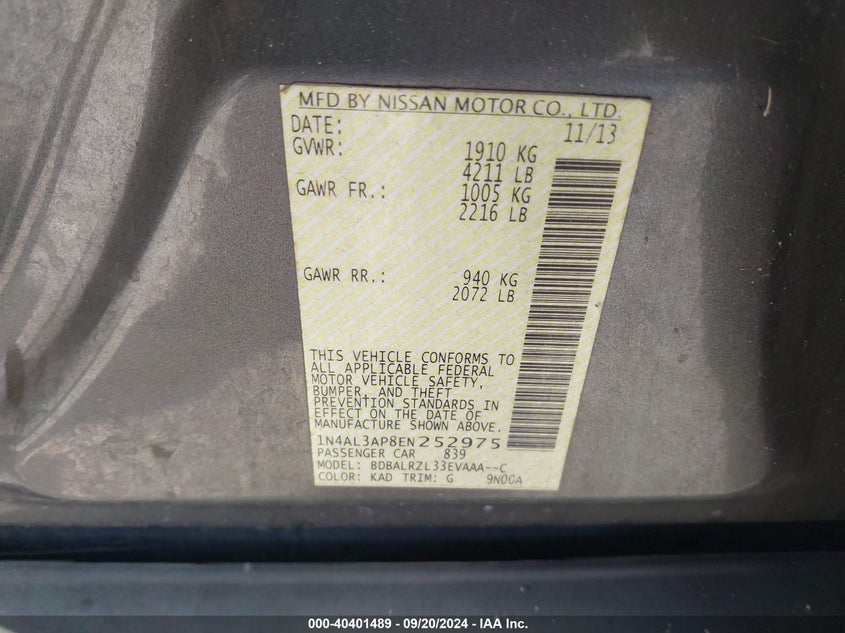 MFD BY NISSAN MOTOR CO., LTD.
DATE: 11/13
GVWR: 1910 KG
4211 LB
GAWR FR.: 1005 KG
2216 LB
GAWR RR.: 940 KG
2072 LB
THIS VEHICLE CONFORMS TO
ALL APPLICABLE FEDERAL
MOTOR VEHICLE SAFETY,
BUMPER, AND THEFT
PREVENTION STANDARDS IN
EFFECT ON THE DATE OF
MANUFACTURE SHOWN ABOVE.
1N4AL3AP8EN252975
PASSENGER CAR 839
MODEL: BDBALRZL33EVAAA--C
COLOR: KAD TRIM: G 9N00A
000-40401489 - 09/20/2024 - IAA Inc.